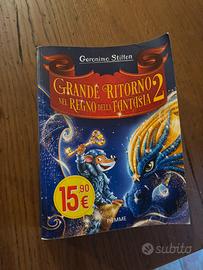 Geronimo Stilton
GRANDE RITORNO
NEL REGNO DELLA FANTASIA 2
15,90
€
PIEMME
subito